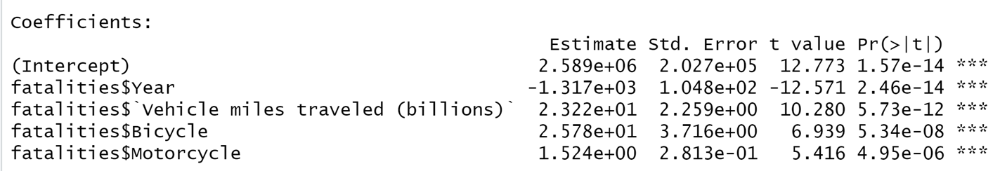 Coefficients:
Estimate Std. Error t value Pr(>|t|)
(Intercept) 2.589e+06 2.027e+05 12.773 1.57e-14 ***
fatalities$Year -1.317e+03 1.048e+02 -12.571 2.46e-14 ***
fatalities$`Vehicle miles traveled (billions)` 2.322e+01 2.259e+00 10.280 5.73e-12 ***
fatalities$Bicycle 2.578e+01 3.716e+00 6.939 5.34e-08 ***
fatalities$Motorcycle 1.524e+00 2.813e-01 5.416 4.95e-06 ***